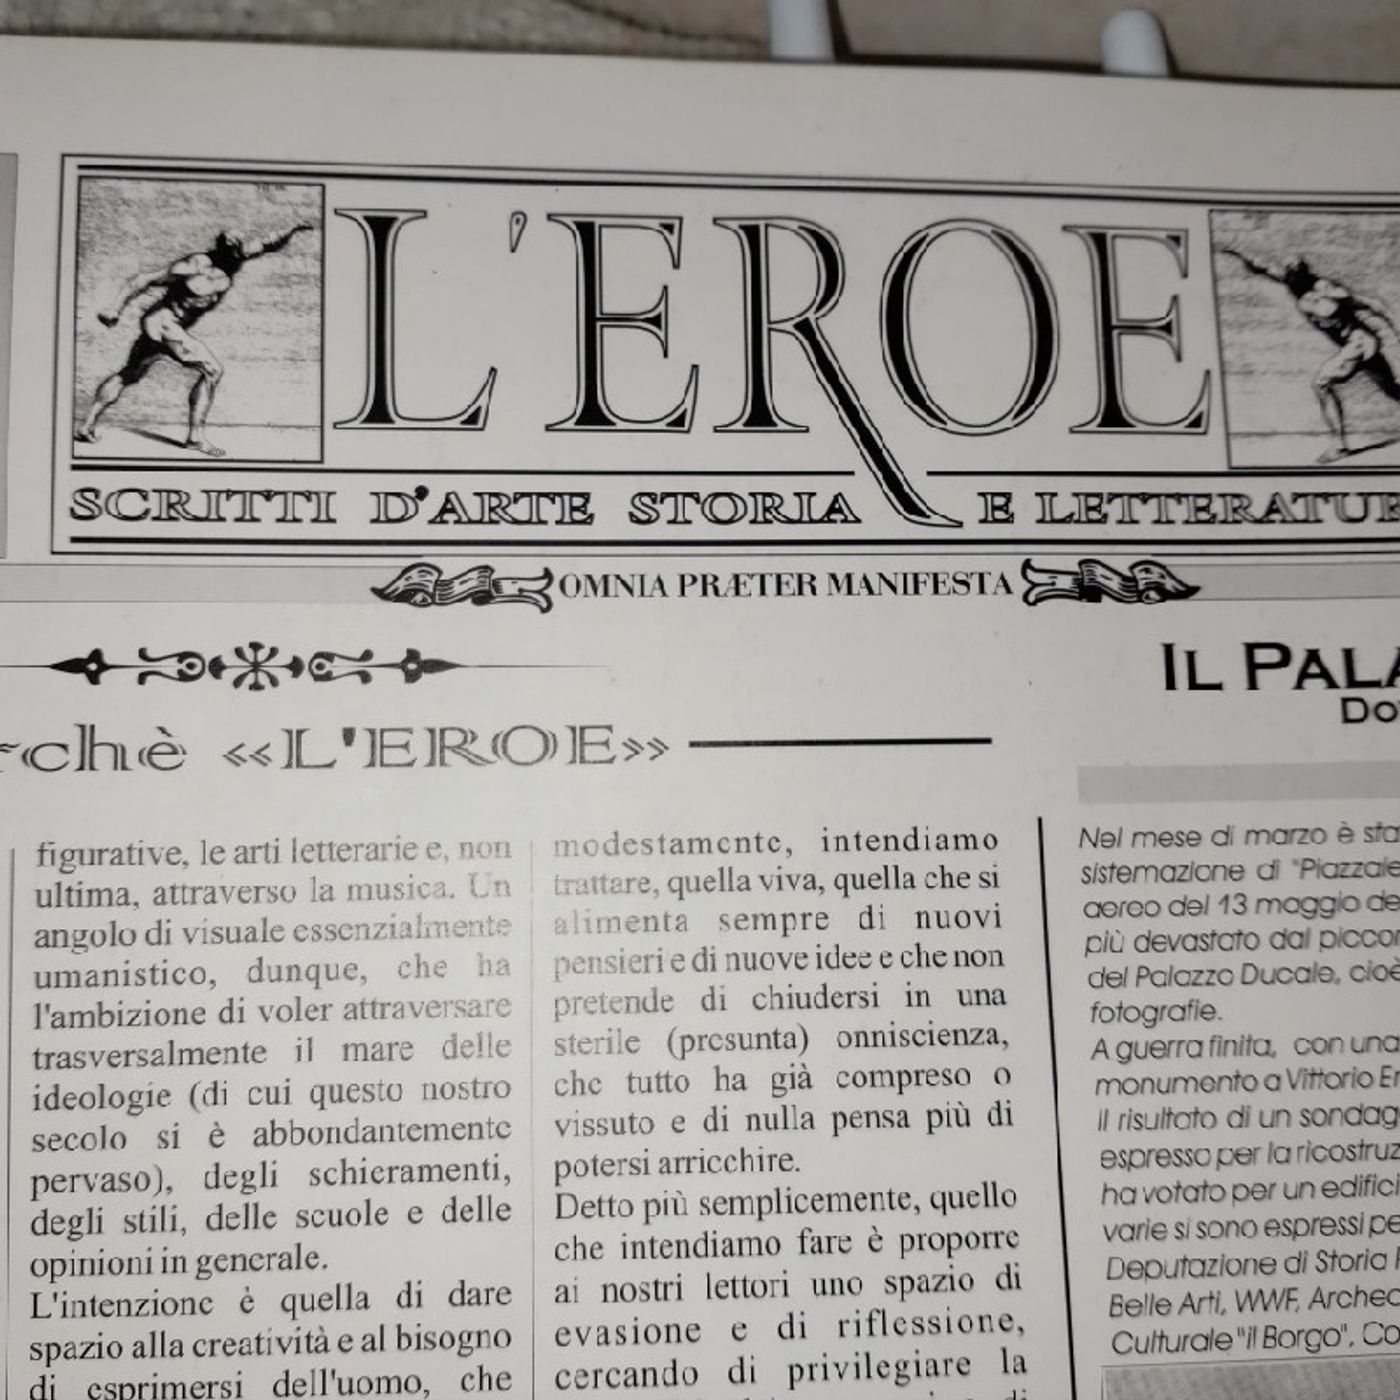 L'EROE
SCRITTI D'ARTE STORIA E LETTERATURE
OMNIA PRÆTER MANIFESTA
rchè «L'EROE»
figurative, le arti letterarie e, non
ultima, attraverso la musica. Un
angolo di visuale essenzialmente
umanistico, dunque, che ha
l'ambizione di voler attraversare
trasversalmente il mare delle
ideologie (di cui questo nostro
secolo si è abbondantemente
pervaso), degli schieramenti,
degli stili, delle scuole e delle
opinioni in generale.
L'intenzione è quella di dare
spazio alla creatività e al bisogno
di esprimersi dell'uomo, che
modestamente, intendiamo
trattare, quella viva, quella che si
alimenta sempre di nuovi
pensieri e di nuove idee e che non
pretende di chiudersi in una
sterile (presunta) onniscienza,
che tutto ha già compreso o
vissuto e di nulla pensa più di
potersi arricchire.
Detto più semplicemente, quello
che intendiamo fare è proporre
ai nostri lettori uno spazio di
evasione e di riflessione,
cercando di privilegiare la
IL PALA
Do
Nel mese di marzo è sta
sistemazione di "Piazzale
aereo del 13 maggio de
più devastato dal piccon
del Palazzo Ducale, cioè
fotografie.
A guerra finita, con una
monumento a Vittorio En
il risultato di un sondag
espresso per la ricostruz
ha votato per un edifici
varie si sono espressi pe
Deputazione di Storia P
Belle Arti, WWF, Archeo
Culturale "il Borgo", Co